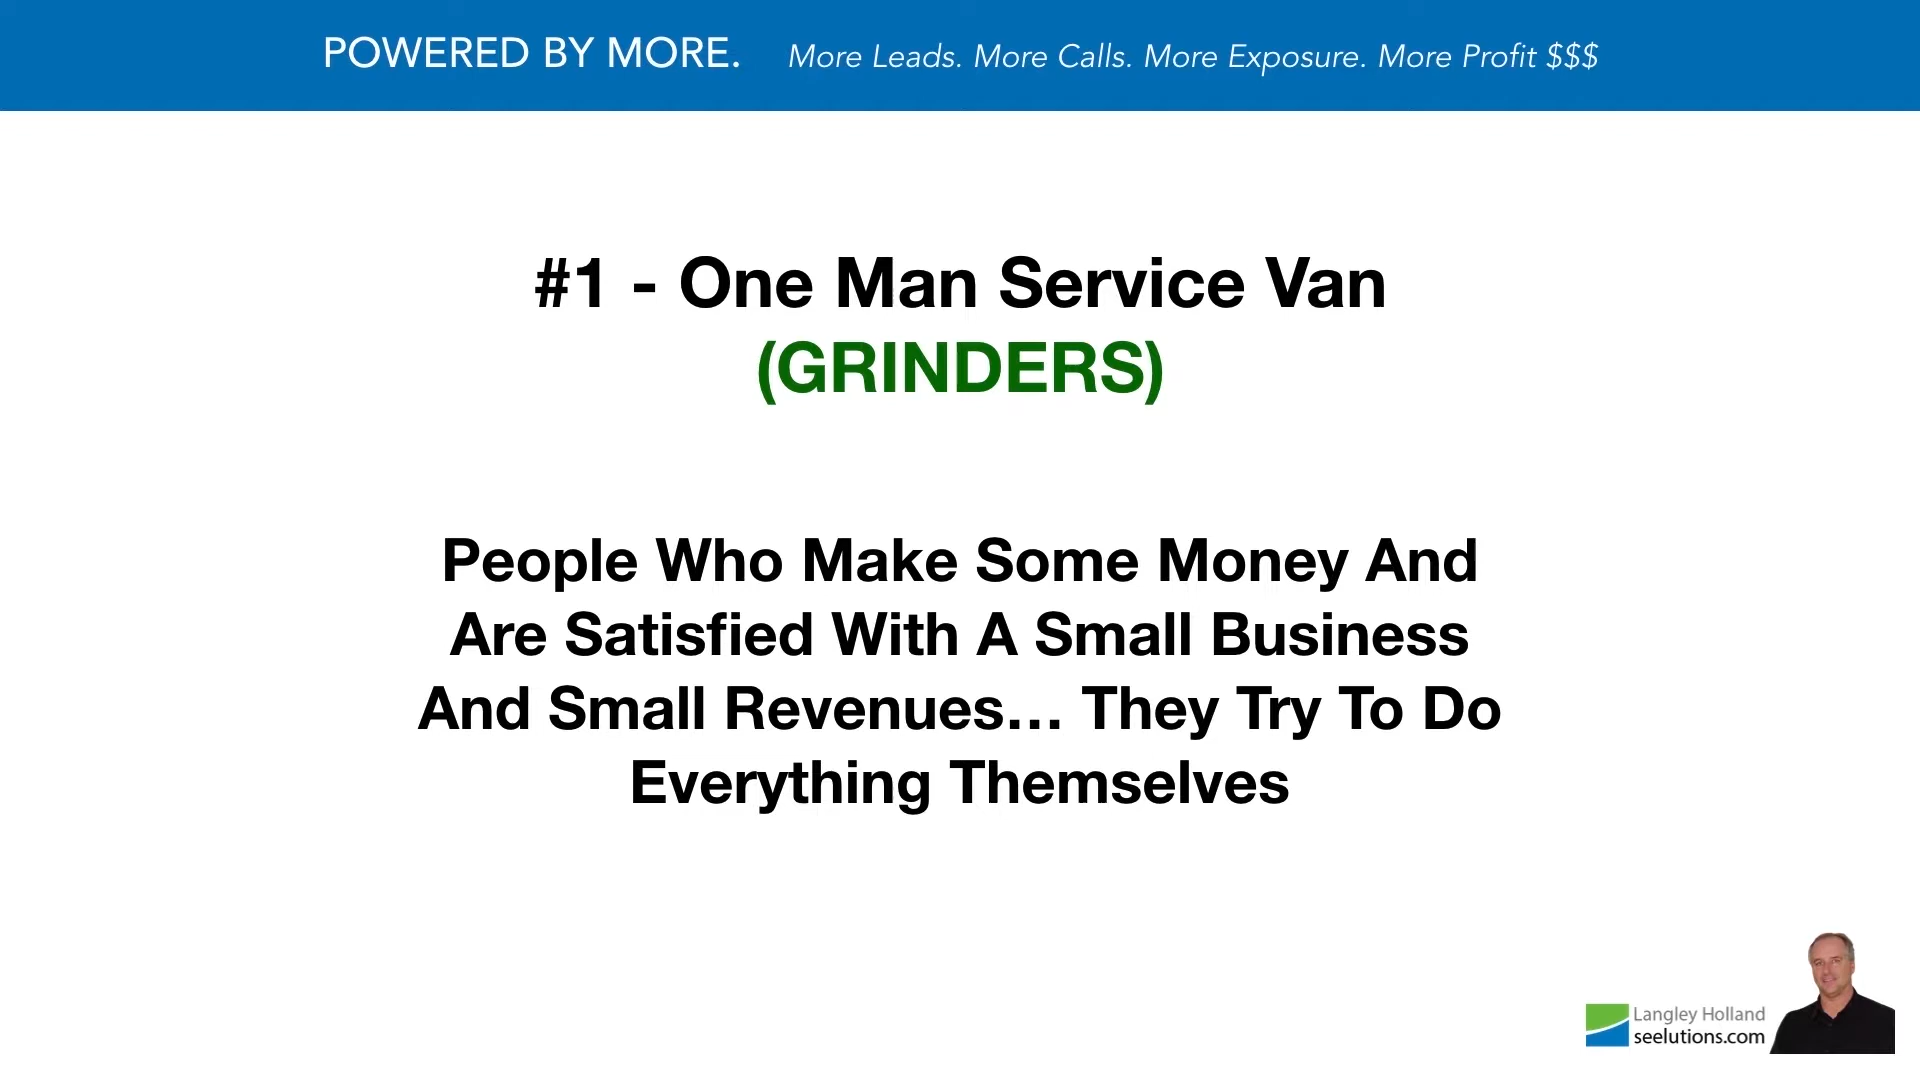 POWERED BY MORE. More Leads. More Calls. More Exposure. More Profit $$$
#1 - One Man Service Van
(GRINDERS)
People Who Make Some Money And
Are Satisfied With A Small Business
And Small Revenues… They Try To Do
Everything Themselves
Langley Holland
seelutions.com